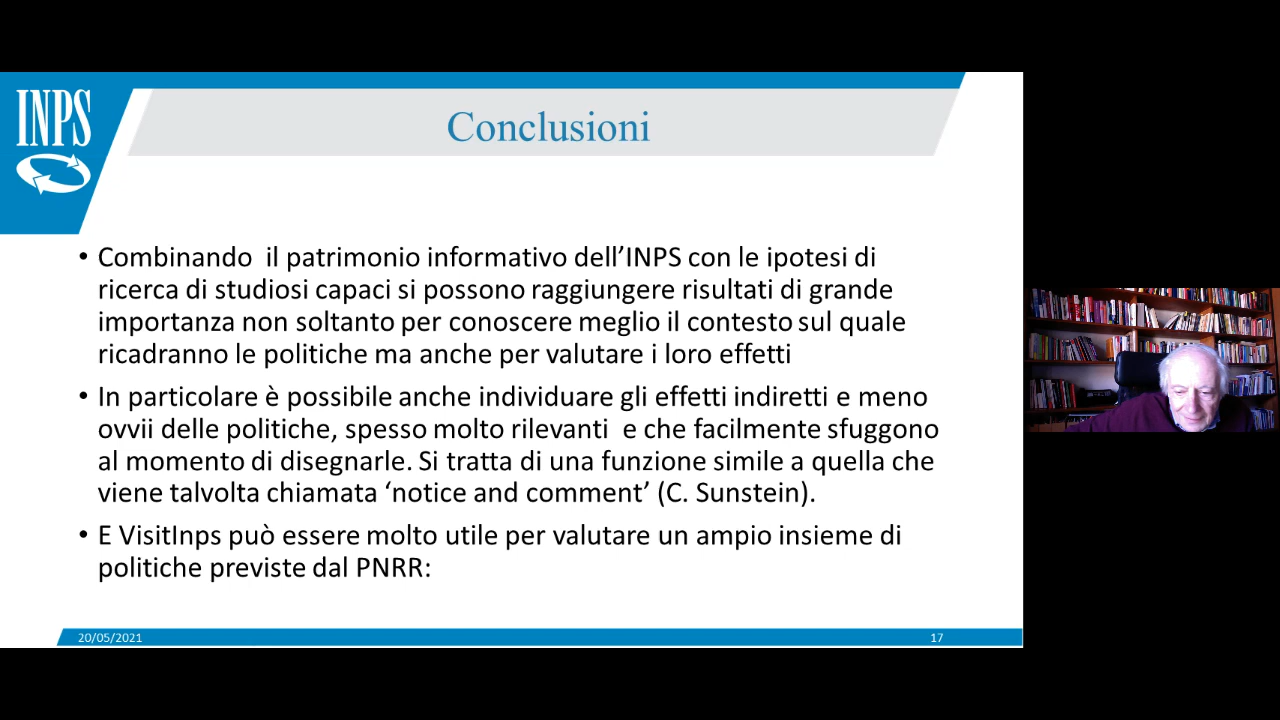 INPS
Conclusioni
• Combinando  il patrimonio informativo dell’INPS con le ipotesi di
ricerca di studiosi capaci si possono raggiungere risultati di grande
importanza non soltanto per conoscere meglio il contesto sul quale
ricadranno le politiche ma anche per valutare i loro effetti
• In particolare è possibile anche individuare gli effetti indiretti e meno
ovvii delle politiche, spesso molto rilevanti  e che facilmente sfuggono
al momento di disegnarle. Si tratta di una funzione simile a quella che
viene talvolta chiamata ‘notice and comment’ (C. Sunstein).
• E VisitInps può essere molto utile per valutare un ampio insieme di
politiche previste dal PNRR:
20/05/2021
17